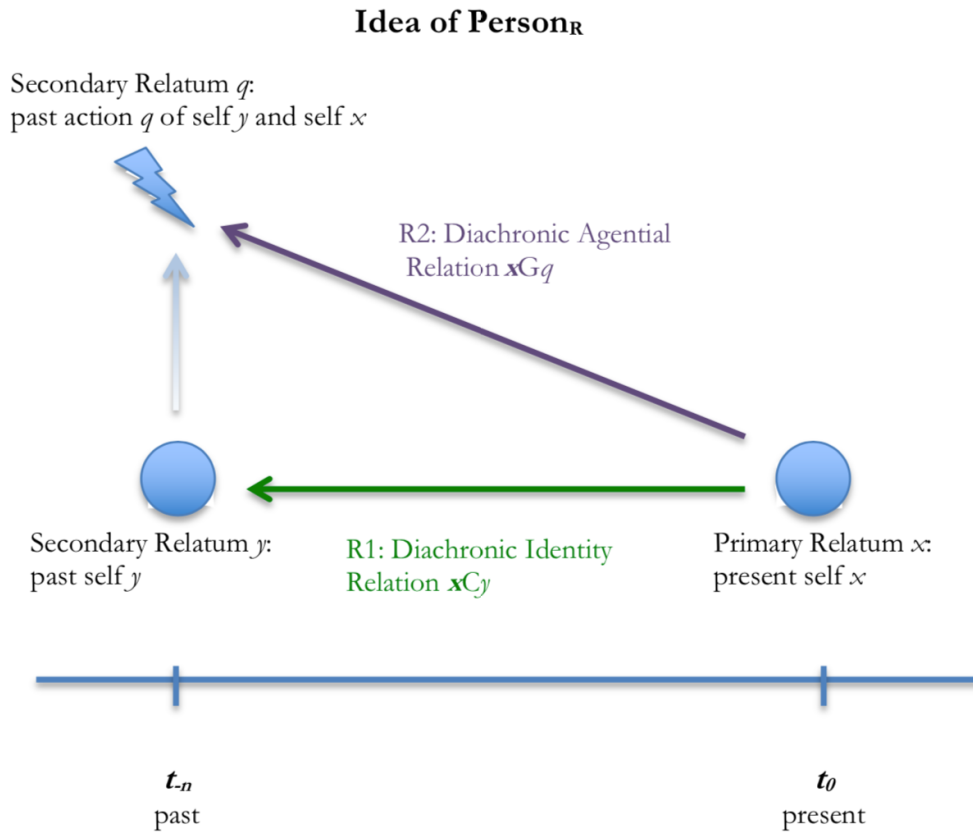 Idea of PersonR
Secondary Relatum q:
past action q of self y and self x
R2: Diachronic Agential
Relation xGq
Secondary Relatum y:
past self y
R1: Diachronic Identity
Relation xCy
Primary Relatum x:
present self x
t-n
past
t0
present